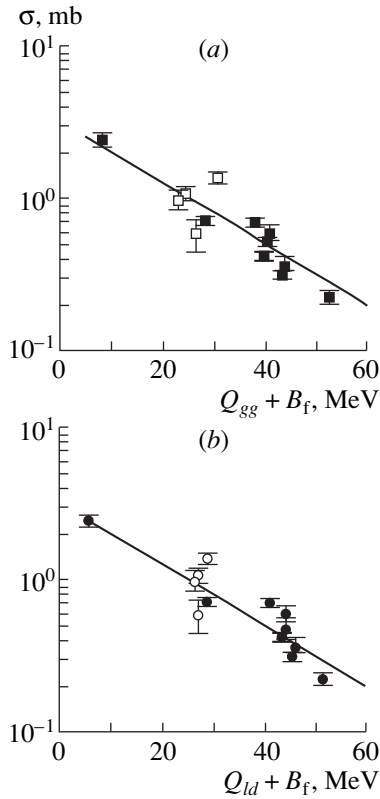 σ, mb
(a)
10¹
10⁰
10⁻¹
0 20 40 60
Q_gg + B_f, MeV
(b)
10¹
10⁰
10⁻¹
0 20 40 60
Q_ld + B_f, MeV